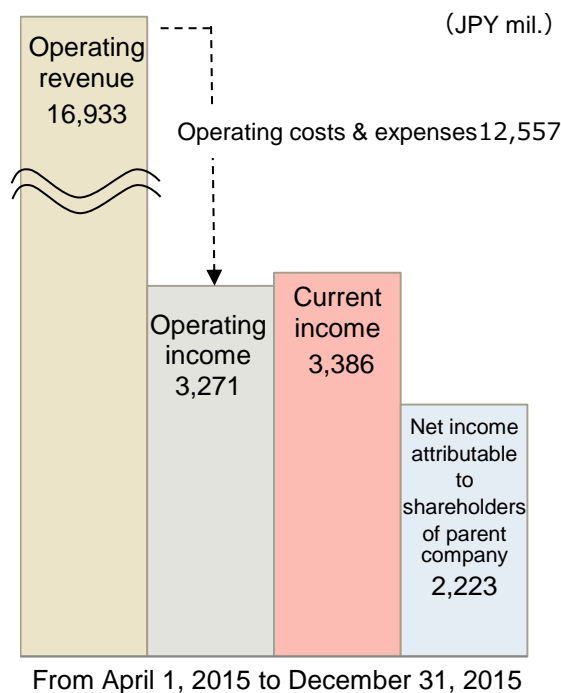 (JPY mil.)
Operating
revenue
16,933
Operating costs & expenses12,557
Operating
income
3,271
Current
income
3,386
Net income
attributable
to
shareholders
of parent
company
2,223
From April 1, 2015 to December 31, 2015